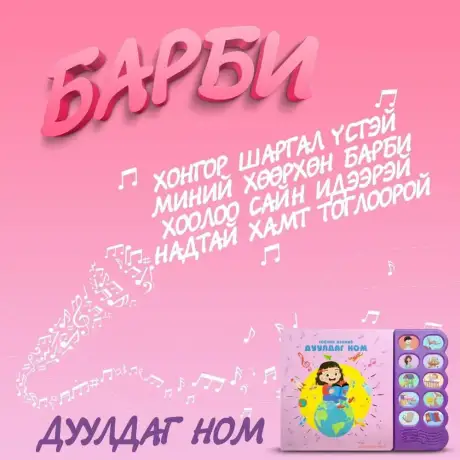 БАРБИ
ХОНГОР ШАРГАЛ ҮСТЭЙ
МИНИЙ ХӨӨРХӨН БАРБИ
ХООЛОО САЙН ИДЭЭРЭЙ
НАДТАЙ ХАМТ ТОГЛООРОЙ
ДУУЛДАГ НОМ
ДУУЛДАГ НОМ